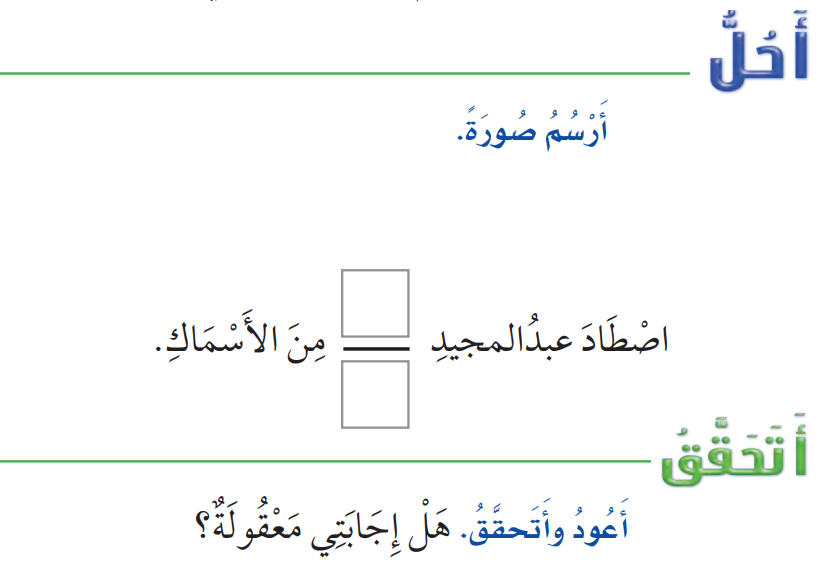 أَحُلُّ
أَرْسُمُ صُورَةً.
اصْطَادَ عبدُالمجيدِ مِنَ الأَسْمَاكِ.
أَتَحَقَّقُ
أَعُودُ وأَتَحقَّقُ. هَلْ إِجَابَتِي مَعْقُولَةٌ؟